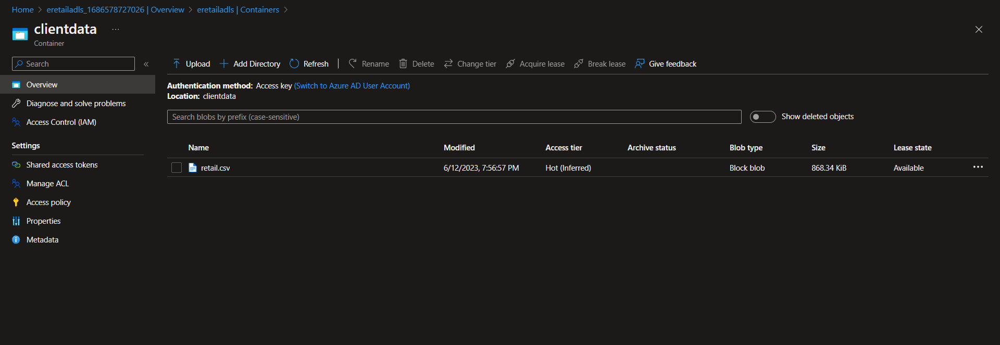 Home > eretailadls_1686578727026 | Overview > eretailadls | Containers >
clientdata ...
Container
Search «
Upload Add Directory Refresh | Rename Delete Change tier Acquire lease Break lease Give feedback
Overview
Diagnose and solve problems
Access Control (IAM)
Settings
Shared access tokens
Manage ACL
Access policy
Properties
Metadata
Authentication method: Access key (Switch to Azure AD User Account)
Location: clientdata
Search blobs by prefix (case-sensitive) Show deleted objects
Name Modified Access tier Archive status Blob type Size Lease state
retail.csv 6/12/2023, 7:56:57 PM Hot (Inferred) Block blob 868.34 KiB Available ...